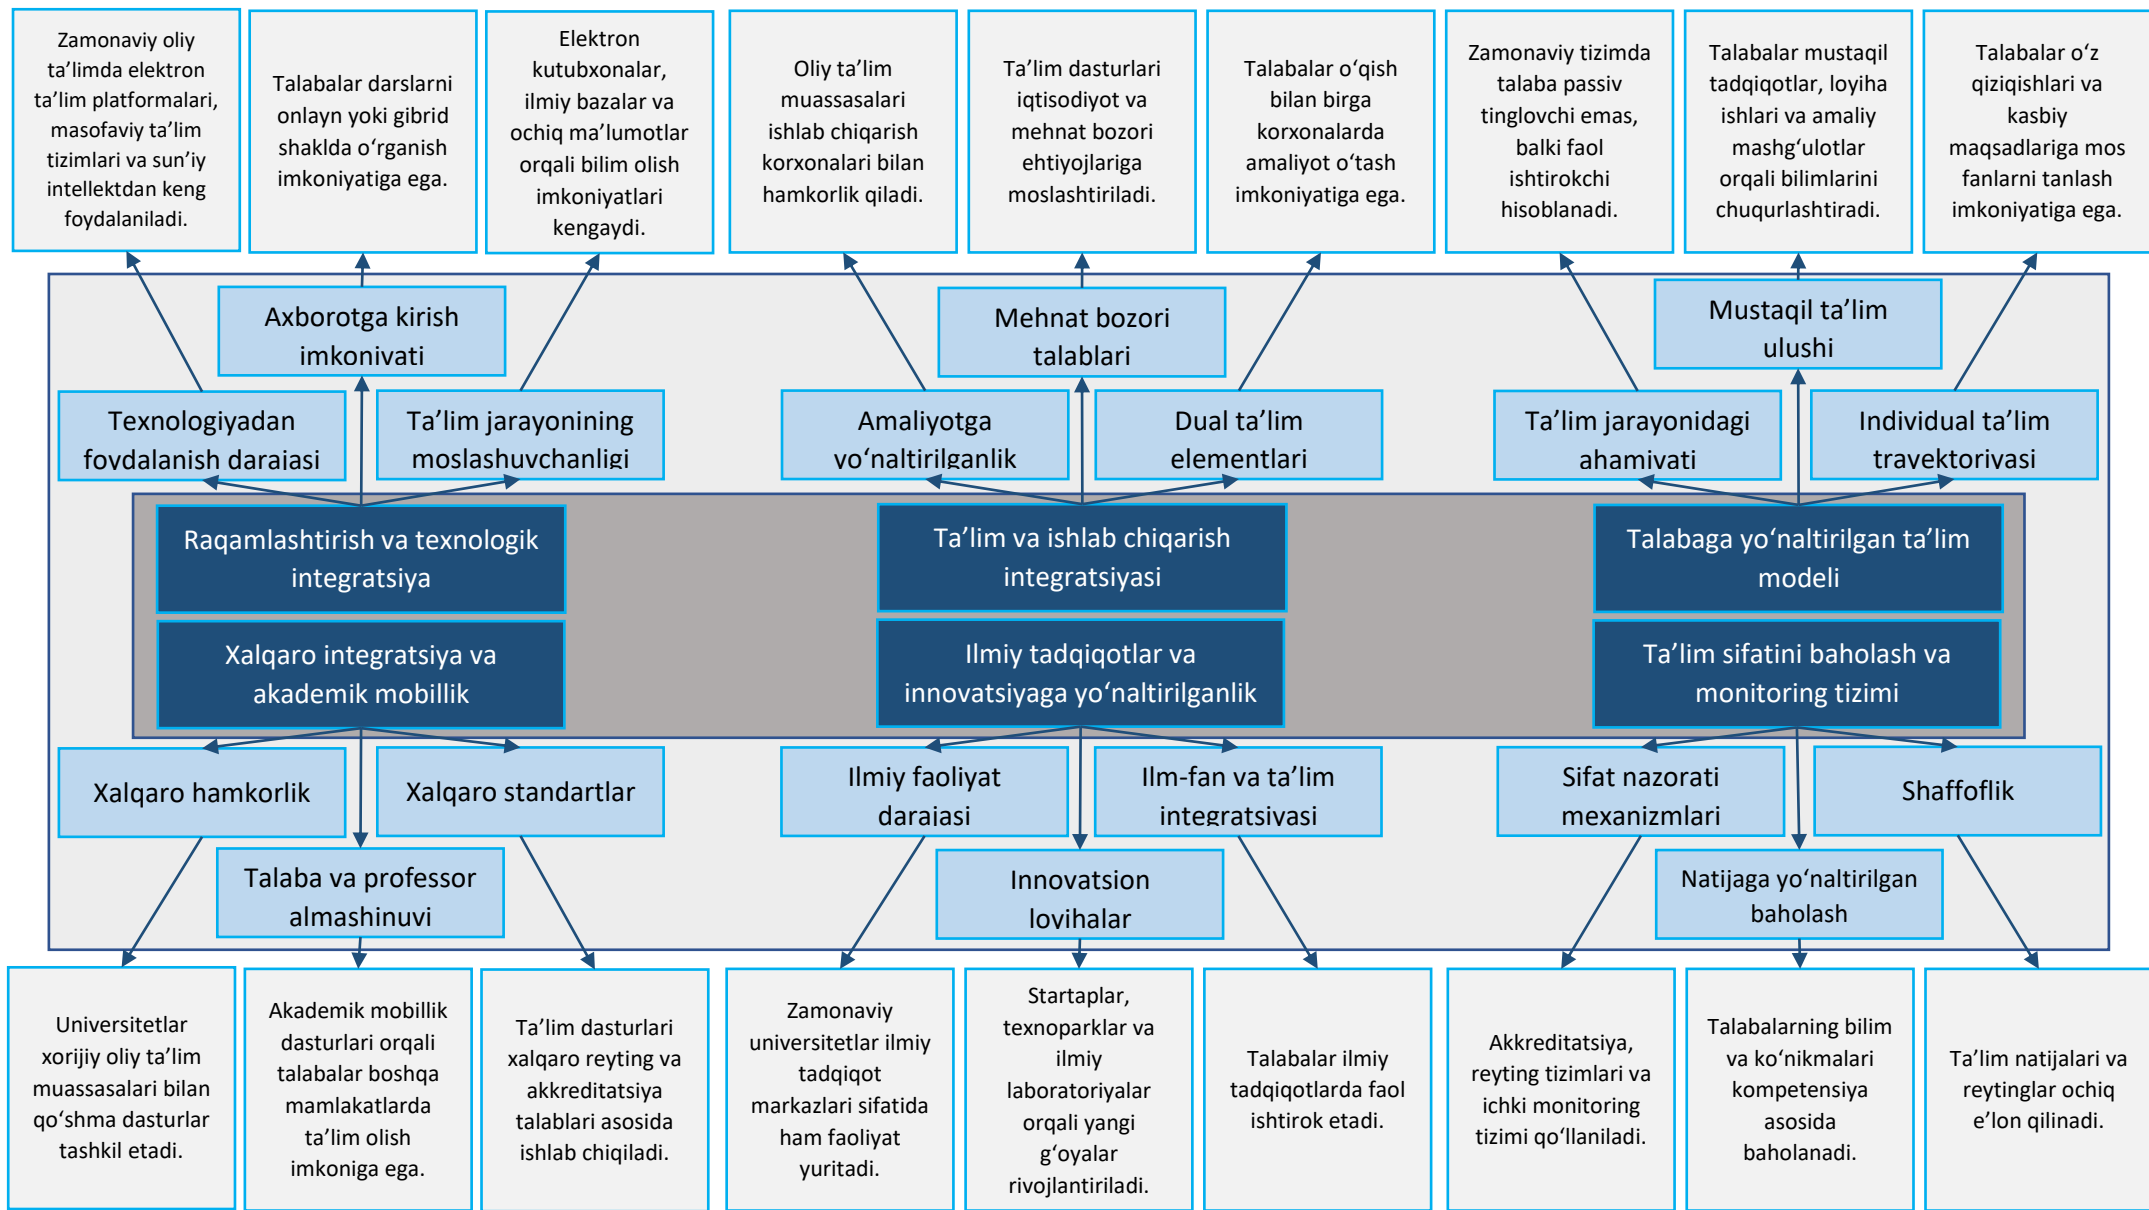 Zamonaviy oliy
ta’limda elektron
ta’lim platformalari,
masofaviy ta’lim
tizimlari va sun’iy
intellektdan keng
foydalaniladi.
Talabalar darslarni
onlayn yoki gibrid
shaklda o‘rganish
imkoniyatiga ega.
Elektron
kutubxonalar,
ilmiy bazalar va
ochiq ma’lumotlar
orqali bilim olish
imkoniyatlari
kengaydi.
Oliy ta’lim
muassasalari
ishlab chiqarish
korxonalari bilan
hamkorlik qiladi.
Ta’lim dasturlari
iqtisodiyot va
mehnat bozori
ehtiyojlariga
moslashtiriladi.
Talabalar o‘qish
bilan birga
korxonalarda
amaliyot o‘tash
imkoniyatiga ega.
Zamonaviy tizimda
talaba passiv
tinglovchi emas,
balki faol
ishtirokchi
hisoblanadi.
Talabalar mustaqil
tadqiqotlar, loyiha
ishlari va amaliy
mashg‘ulotlar
orqali bilimlarini
chuqurlashtiradi.
Talabalar o‘z
qiziqishlari va
kasbiy
maqsadlariga mos
fanlarni tanlash
imkoniyatiga ega.
Axborotga kirish
imkoniyati
Mehnat bozori
talablari
Mustaqil ta’lim
ulushi
Texnologiyadan
foydalanish darajasi
Ta’lim jarayonining
moslashuvchanligi
Amaliyotga
yo‘naltirilganlik
Dual ta’lim
elementlari
Ta’lim jarayonidagi
ahamiyati
Individual ta’lim
trayektoriyasi
Raqamlashtirish va texnologik
integratsiya
Ta’lim va ishlab chiqarish
integratsiyasi
Talabaga yo‘naltirilgan ta’lim
modeli
Xalqaro integratsiya va
akademik mobillik
Ilmiy tadqiqotlar va
innovatsiyaga yo‘naltirilganlik
Ta’lim sifatini baholash va
monitoring tizimi
Xalqaro hamkorlik
Xalqaro standartlar
Ilmiy faoliyat
darajasi
Ilm-fan va ta’lim
integratsiyasi
Sifat nazorati
mexanizmlari
Shaffoflik
Talaba va professor
almashinuvi
Innovatsion
loyihalar
Natijaga yo‘naltirilgan
baholash
Universitetlar
xorijiy oliy ta’lim
muassasalari bilan
qo‘shma dasturlar
tashkil etadi.
Akademik mobillik
dasturlari orqali
talabalar boshqa
mamlakatlarda
ta’lim olish
imkoniga ega.
Ta’lim dasturlari
xalqaro reyting va
akkreditatsiya
talablari asosida
ishlab chiqiladi.
Zamonaviy
universitetlar ilmiy
tadqiqot
markazlari sifatida
ham faoliyat
yuritadi.
Startaplar,
texnoparklar va
ilmiy
laboratoriyalar
orqali yangi
g‘oyalar
rivojlantiriladi.
Talabalar ilmiy
tadqiqotlarda faol
ishtirok etadi.
Akkreditatsiya,
reyting tizimlari va
ichki monitoring
tizimi qo‘llaniladi.
Talabalarning bilim
va ko‘nikmalari
kompetensiya
asosida
baholanadi.
Ta’lim natijalari va
reytinglar ochiq
e’lon qilinadi.